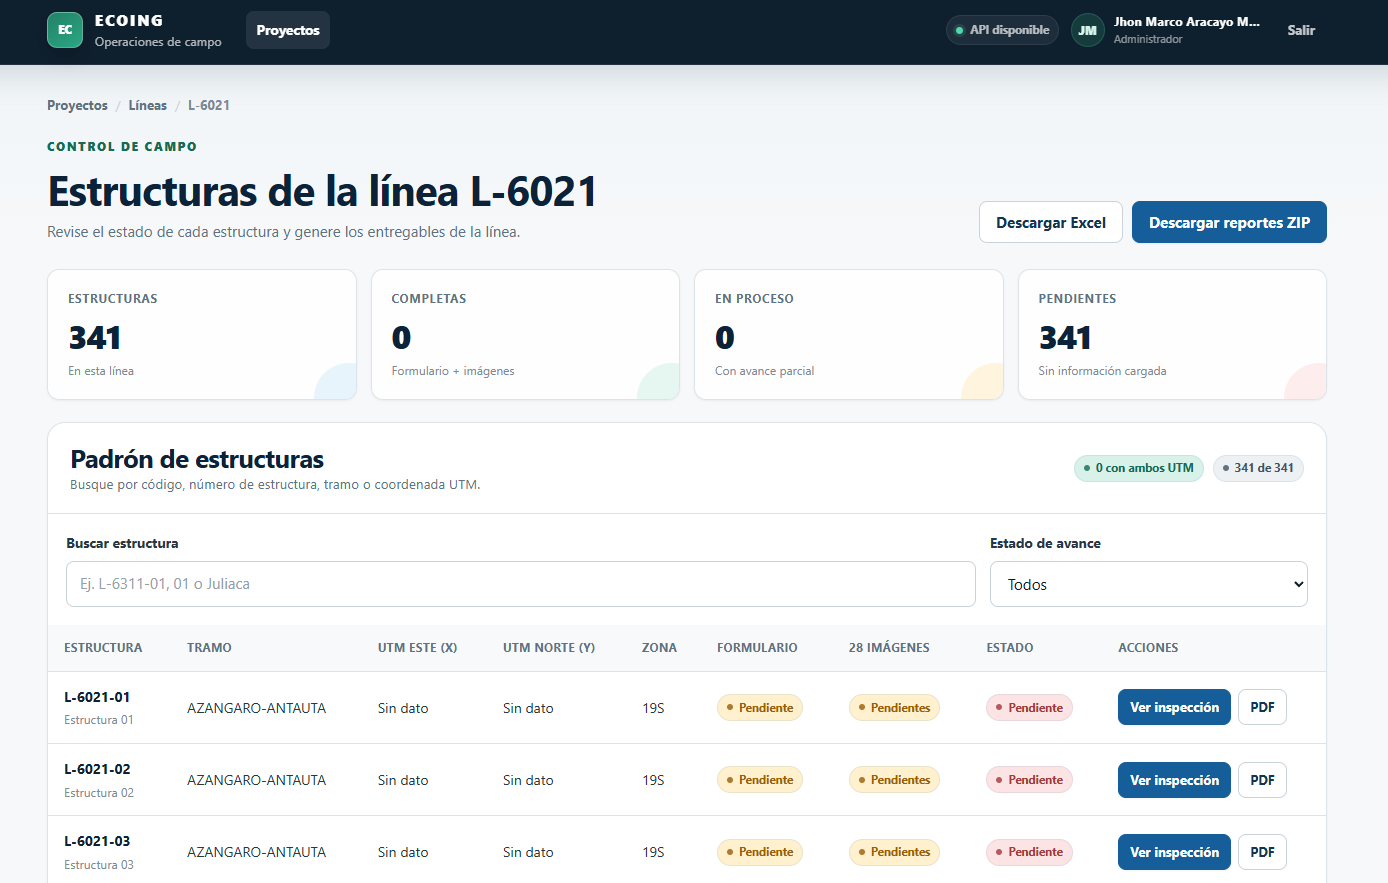 EC
ECOING
Operaciones de campo
Proyectos
API disponible
JM
Jhon Marco Aracayo M...
Administrador
Salir
Proyectos / Líneas / L-6021
CONTROL DE CAMPO
Estructuras de la línea L-6021
Revise el estado de cada estructura y genere los entregables de la línea.
Descargar Excel
Descargar reportes ZIP
ESTRUCTURAS
341
En esta línea
COMPLETAS
0
Formulario + imágenes
EN PROCESO
0
Con avance parcial
PENDIENTES
341
Sin información cargada
Padrón de estructuras
Busque por código, número de estructura, tramo o coordenada UTM.
0 con ambos UTM
341 de 341
Buscar estructura
Ej. L-6311-01, 01 o Juliaca
Estado de avance
Todos
ESTRUCTURA TRAMO UTM ESTE (X) UTM NORTE (Y) ZONA FORMULARIO 28 IMÁGENES ESTADO ACCIONES
L-6021-01
Estructura 01
AZANGARO-ANTAUTA Sin dato Sin dato 19S Pendiente Pendientes Pendiente Ver inspección PDF
L-6021-02
Estructura 02
AZANGARO-ANTAUTA Sin dato Sin dato 19S Pendiente Pendientes Pendiente Ver inspección PDF
L-6021-03
Estructura 03
AZANGARO-ANTAUTA Sin dato Sin dato 19S Pendiente Pendientes Pendiente Ver inspección PDF